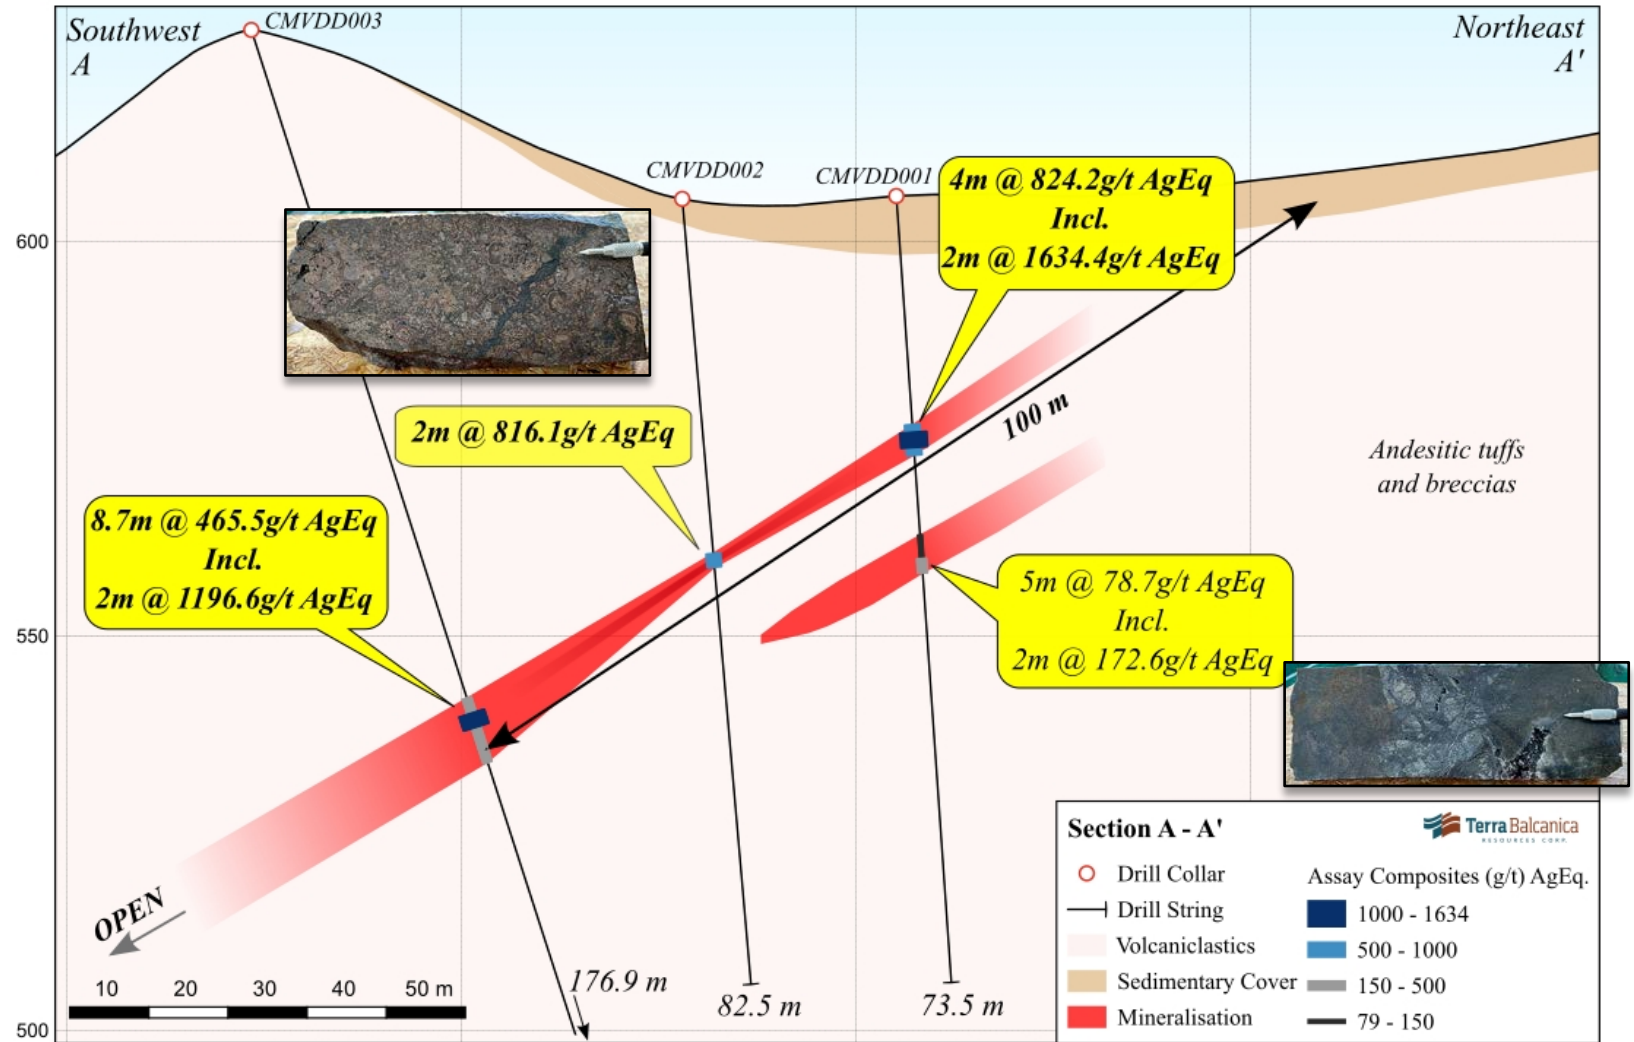 Southwest
A
CMVDD003
Northeast
A'
CMVDD002
CMVDD001
4m @ 824.2g/t AgEq
Incl.
2m @ 1634.4g/t AgEq
600
100 m
2m @ 816.1g/t AgEq
Andesitic tuffs
and breccias
8.7m @ 465.5g/t AgEq
Incl.
2m @ 1196.6g/t AgEq
5m @ 78.7g/t AgEq
Incl.
2m @ 172.6g/t AgEq
550
OPEN
10 20 30 40 50 m
176.9 m
82.5 m
73.5 m
500
Section A - A'
TerraBalcanica
RESOURCES CORP.
Drill Collar
Drill String
Volcaniclastics
Sedimentary Cover
Mineralisation
Assay Composites (g/t) AgEq.
1000 - 1634
500 - 1000
150 - 500
79 - 150